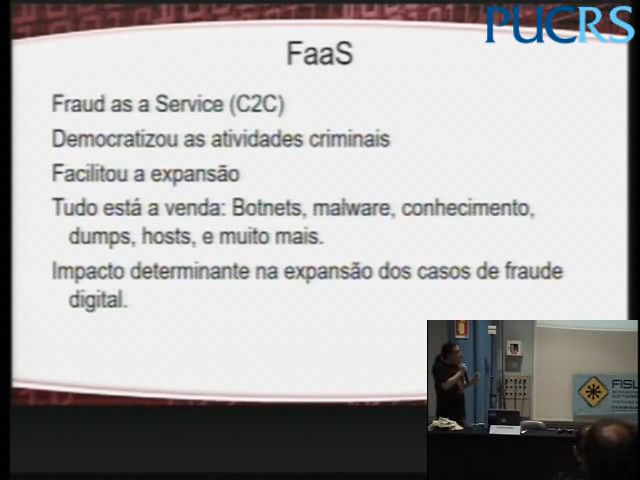 PUCRS
FaaS
Fraud as a Service (C2C)
Democratizou as atividades criminais
Facilitou a expansão
Tudo está a venda: Botnets, malware, conhecimento,
dumps, hosts, e muito mais.
Impacto determinante na expansão dos casos de fraude
digital.
FISL